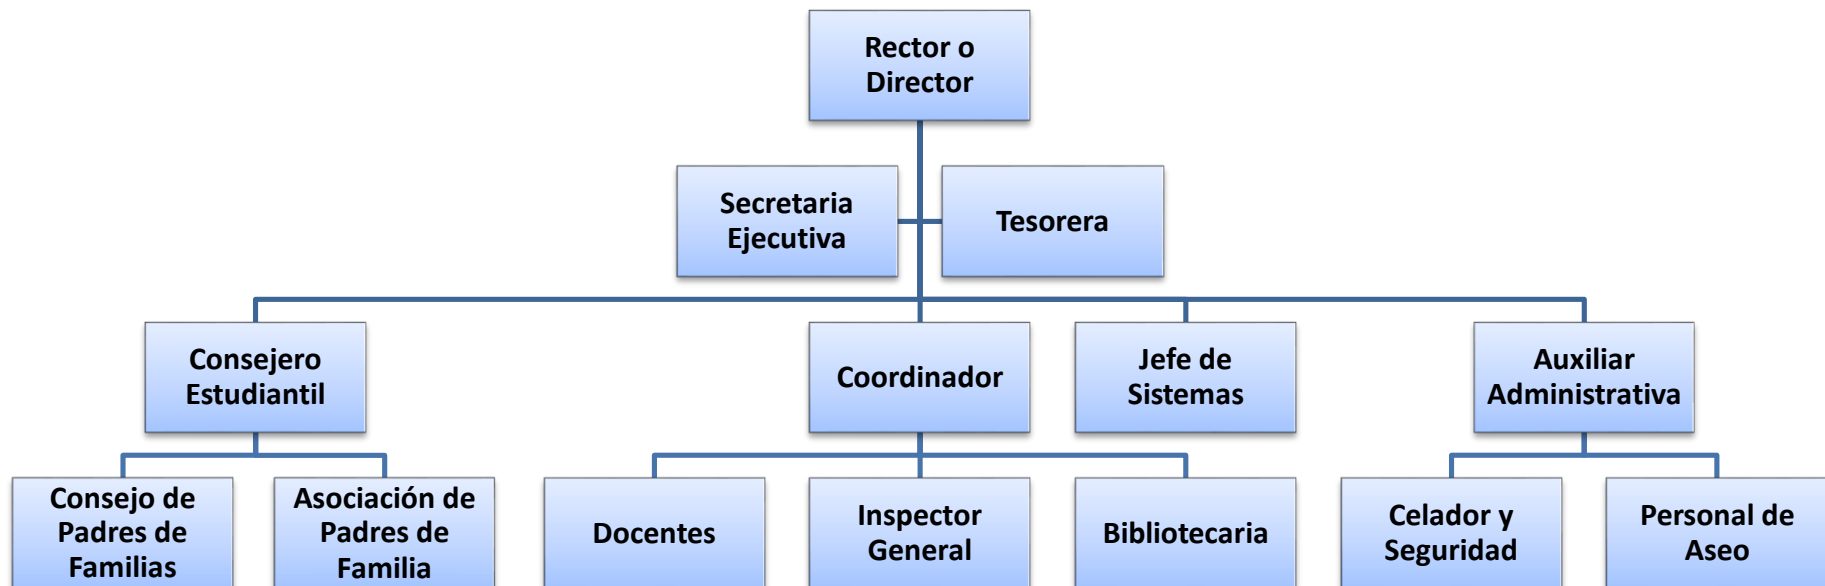 Rector o
Director
Secretaria
Ejecutiva
Tesorera
Consejero
Estudiantil
Coordinador
Jefe de
Sistemas
Auxiliar
Administrativa
Consejo de
Padres de
Familias
Asociación de
Padres de
Familia
Docentes
Inspector
General
Bibliotecaria
Celador y
Seguridad
Personal de
Aseo